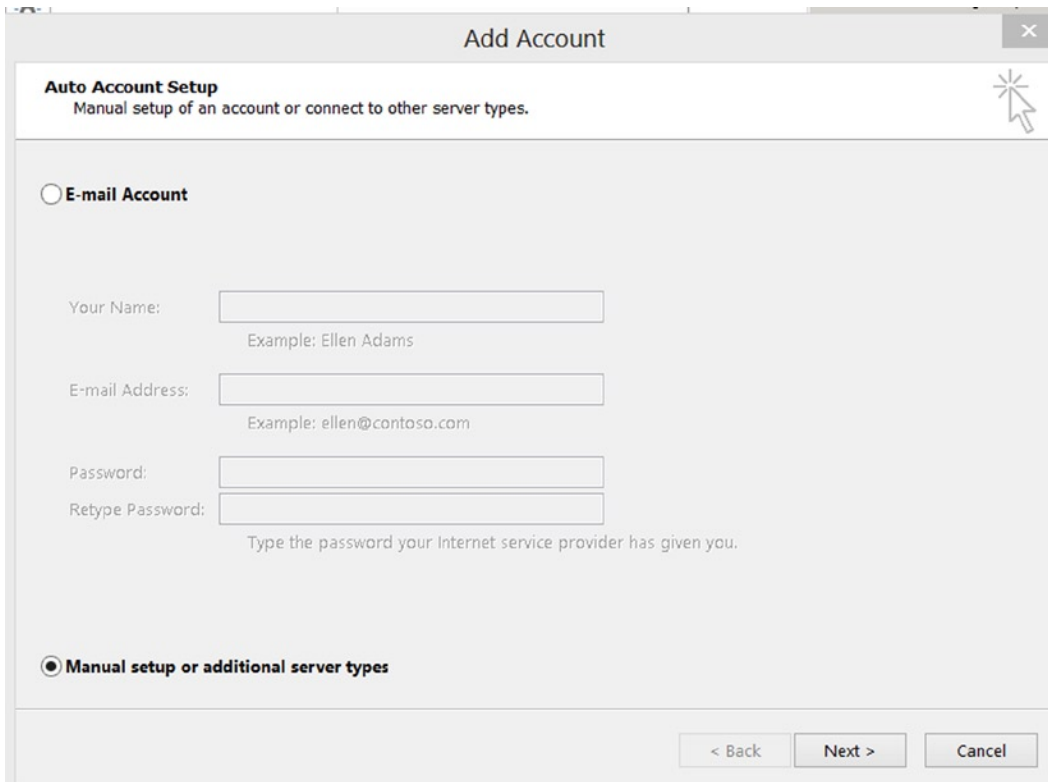 Add Account
Auto Account Setup
Manual setup of an account or connect to other server types.
E-mail Account
Your Name:
Example: Ellen Adams
E-mail Address:
Example: ellen@contoso.com
Password:
Retype Password:
Type the password your Internet service provider has given you.
Manual setup or additional server types
< Back
Next >
Cancel